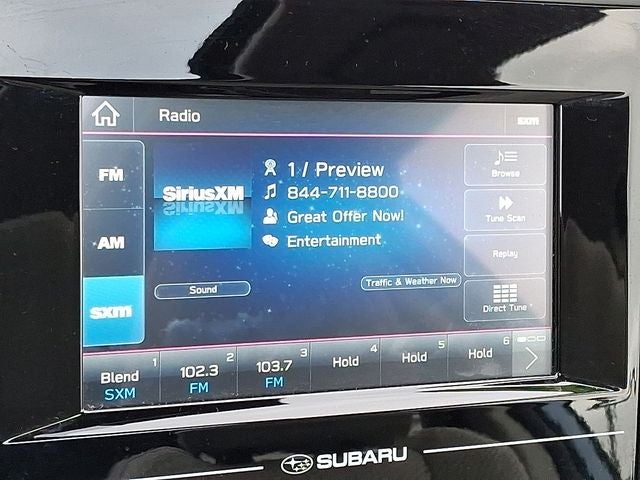 Radio
sxm
FM
AM
sxm
SiriusXM
1 / Preview
844-711-8800
Great Offer Now!
Entertainment
Browse
Tune Scan
Replay
Direct Tune
Sound
Traffic & Weather Now
Blend 1
SXM
102.3 2
FM
103.7 3
FM
Hold 4
Hold 5
Hold 6
SUBARU